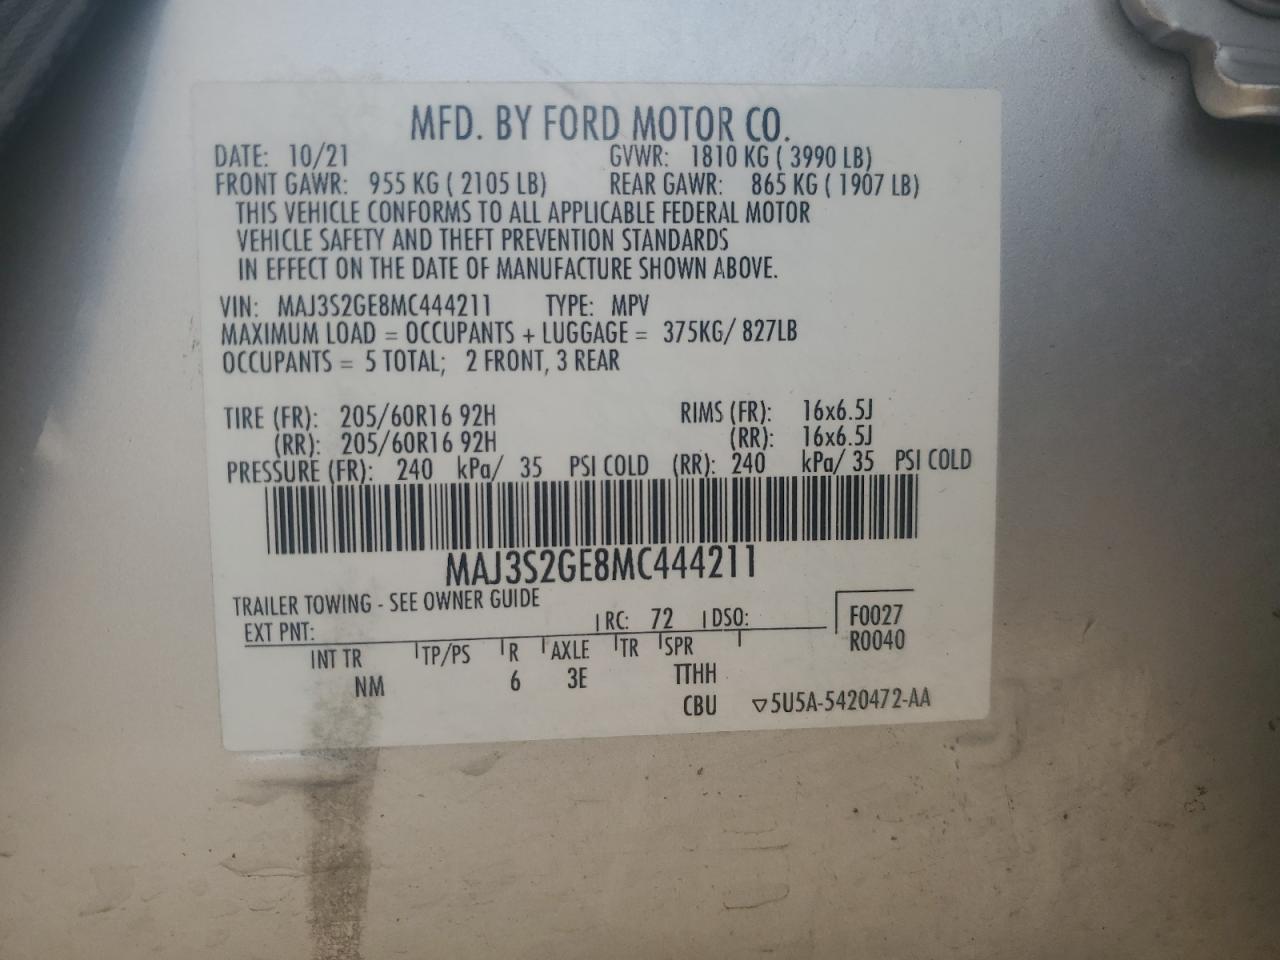 MFD. BY FORD MOTOR CO.
DATE: 10/21 GVWR: 1810 KG ( 3990 LB)
FRONT GAWR: 955 KG ( 2105 LB) REAR GAWR: 865 KG ( 1907 LB)
THIS VEHICLE CONFORMS TO ALL APPLICABLE FEDERAL MOTOR
VEHICLE SAFETY AND THEFT PREVENTION STANDARDS
IN EFFECT ON THE DATE OF MANUFACTURE SHOWN ABOVE.
VIN: MAJ3S2GE8MC444211 TYPE: MPV
MAXIMUM LOAD = OCCUPANTS + LUGGAGE = 375KG/ 827LB
OCCUPANTS = 5 TOTAL; 2 FRONT, 3 REAR
TIRE (FR): 205/60R16 92H RIMS (FR): 16x6.5J
(RR): 205/60R16 92H (RR): 16x6.5J
PRESSURE (FR): 240 kPa/ 35 PSI COLD (RR): 240 kPa/ 35 PSI COLD
MAJ3S2GE8MC444211
TRAILER TOWING - SEE OWNER GUIDE
EXT PNT: RC: 72 DSO: F0027
R0040
INT TR TP/PS R AXLE TR SPR
NM 6 3E TTHH
CBU ▽5U5A-5420472-AA